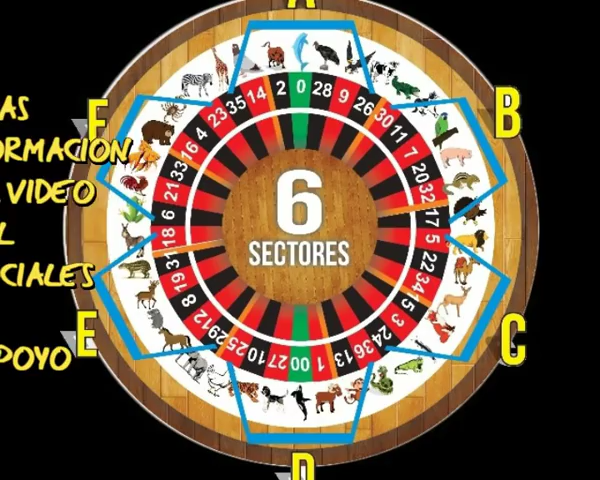 A
B
C
D
E
F
AS
ORMACIÓN
VIDEO
L
CIALES
POYO
0 28 9 26 30 11 7 20 32 17 5 22 34 15 3 24 36 13 1 00 27 10 25 29 12 8 19 31 18 6 21 33 16 4 23 35 14 2
6
SECTORES